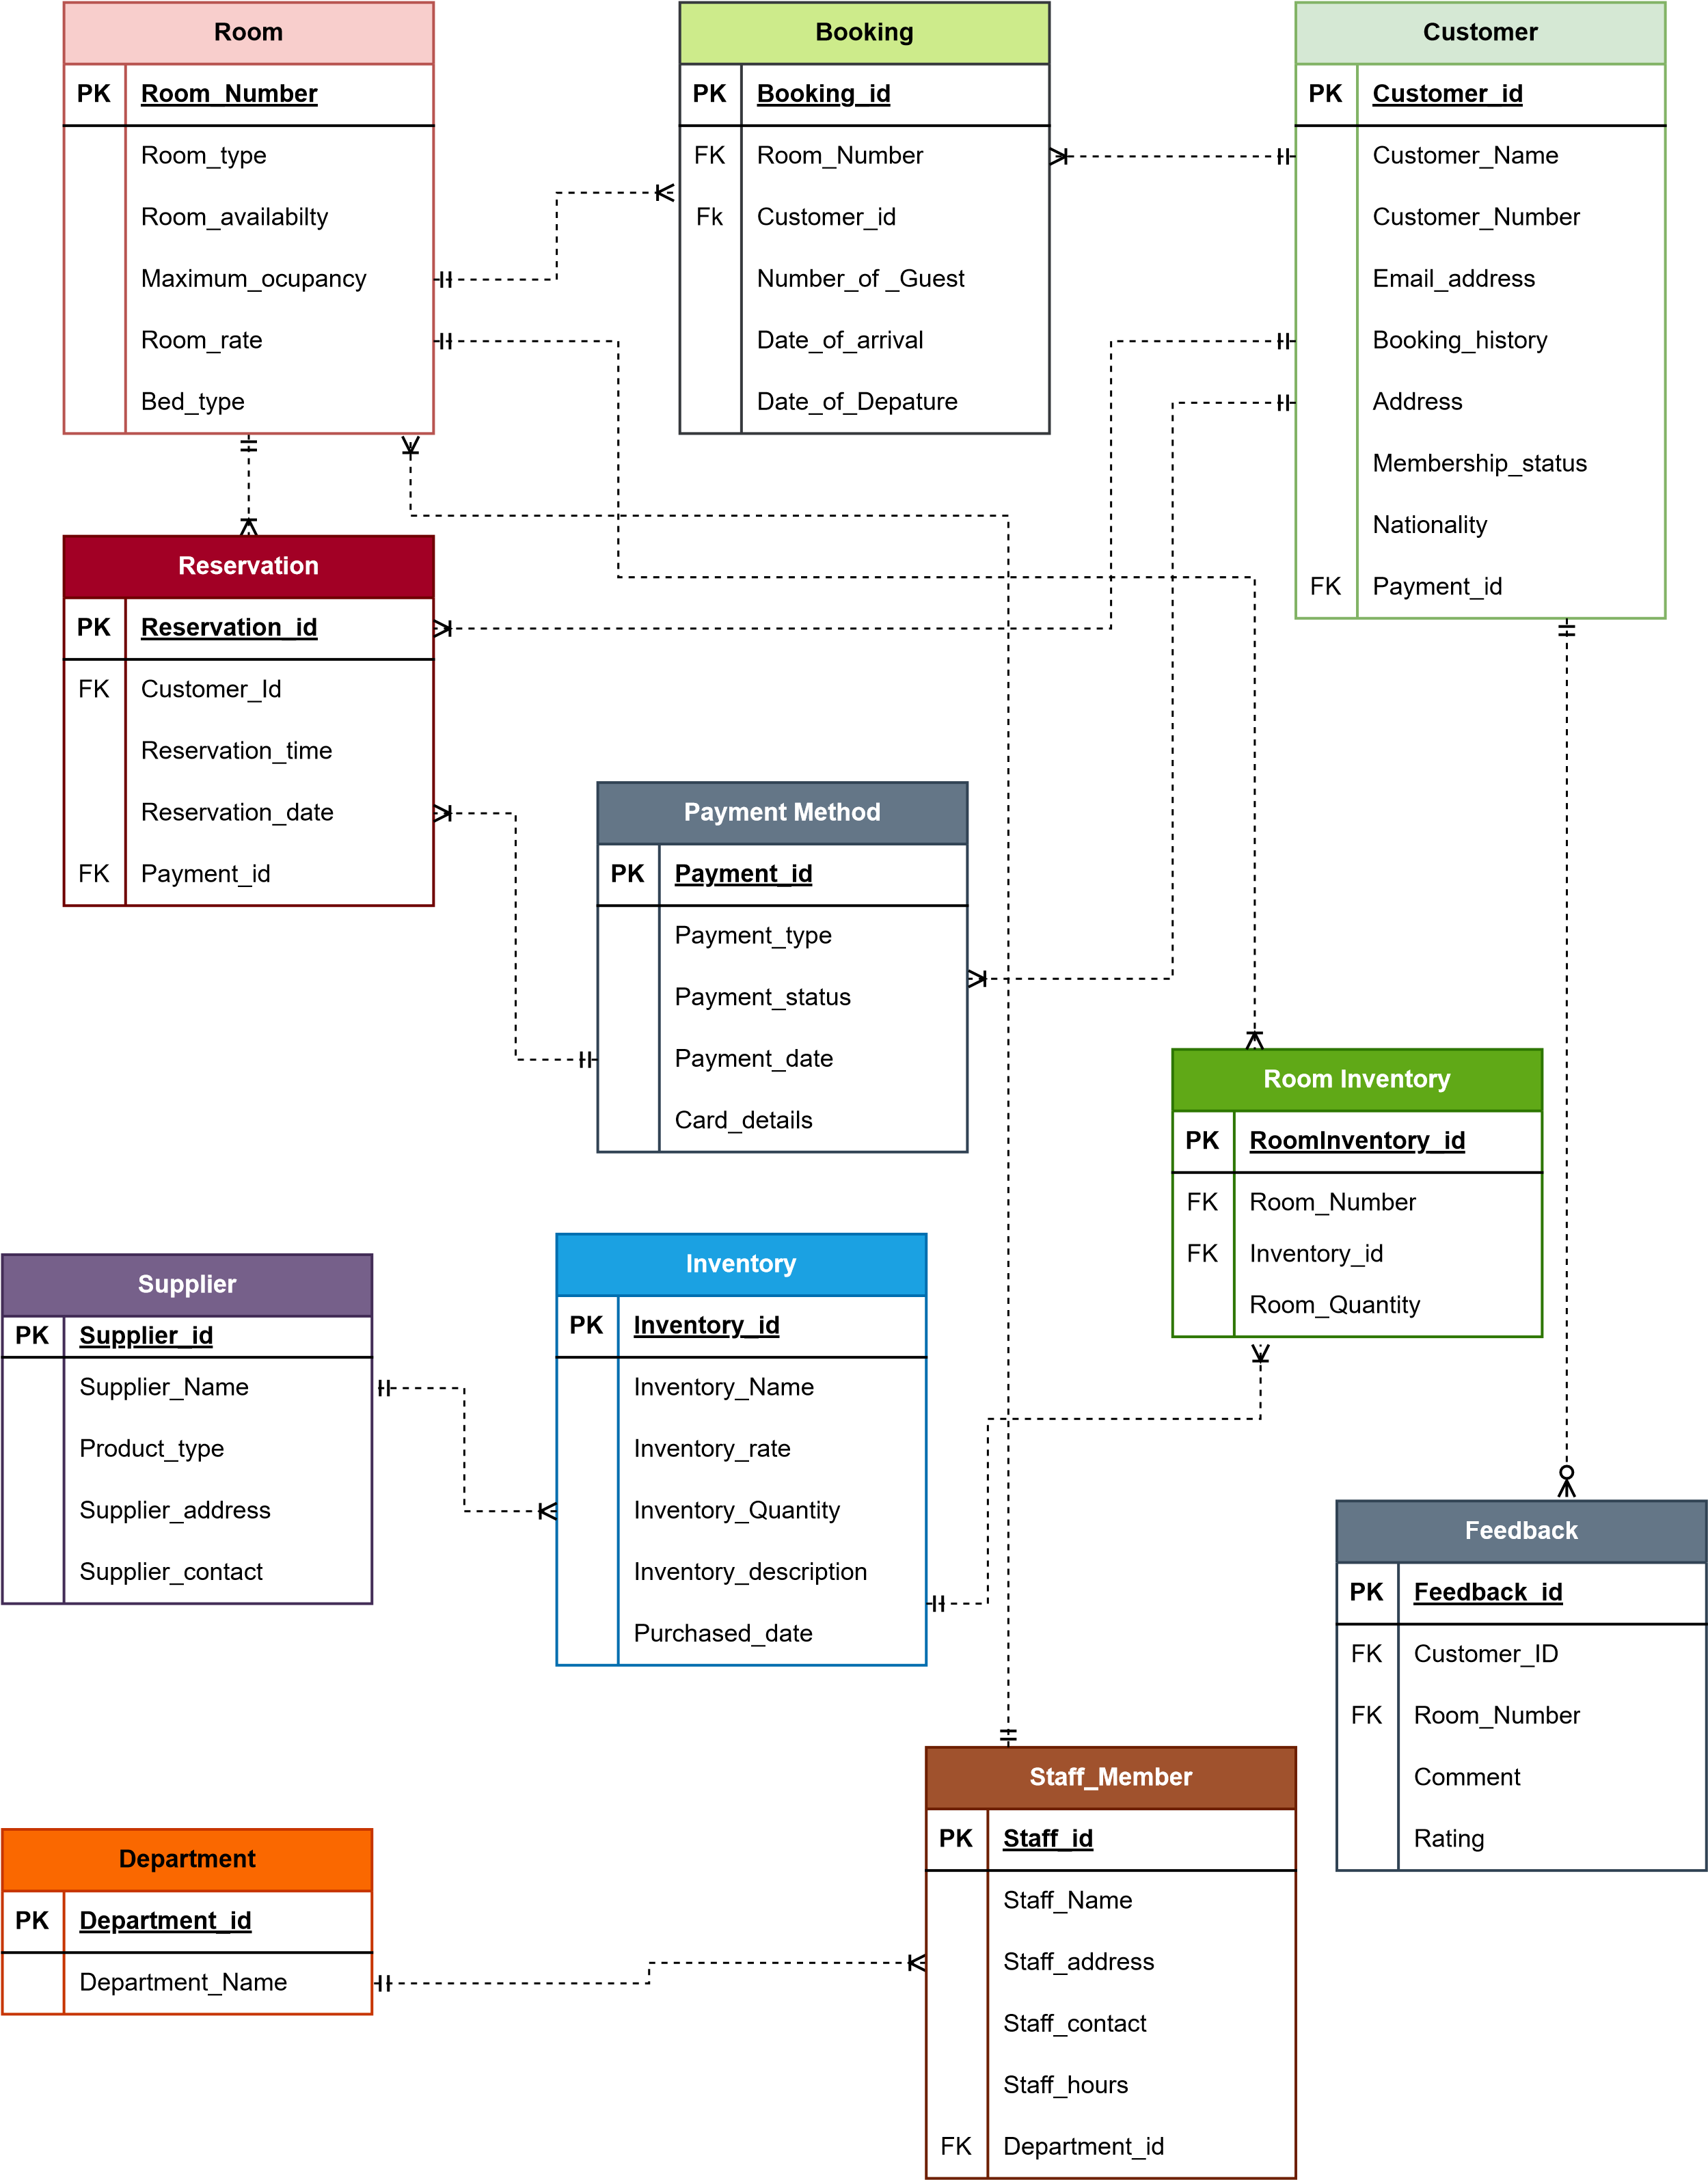 Room
PK Room_Number
Room_type
Room_availabilty
Maximum_ocupancy
Room_rate
Bed_type
Booking
PK Booking_id
FK Room_Number
Fk Customer_id
Number_of _Guest
Date_of_arrival
Date_of_Depature
Customer
PK Customer_id
Customer_Name
Customer_Number
Email_address
Booking_history
Address
Membership_status
Nationality
FK Payment_id
Reservation
PK Reservation_id
FK Customer_Id
Reservation_time
Reservation_date
FK Payment_id
Payment Method
PK Payment_id
Payment_type
Payment_status
Payment_date
Card_details
Room Inventory
PK RoomInventory_id
FK Room_Number
FK Inventory_id
Room_Quantity
Supplier
PK Supplier_id
Supplier_Name
Product_type
Supplier_address
Supplier_contact
Inventory
PK Inventory_id
Inventory_Name
Inventory_rate
Inventory_Quantity
Inventory_description
Purchased_date
Feedback
PK Feedback_id
FK Customer_ID
FK Room_Number
Comment
Rating
Department
PK Department_id
Department_Name
Staff_Member
PK Staff_id
Staff_Name
Staff_address
Staff_contact
Staff_hours
FK Department_id